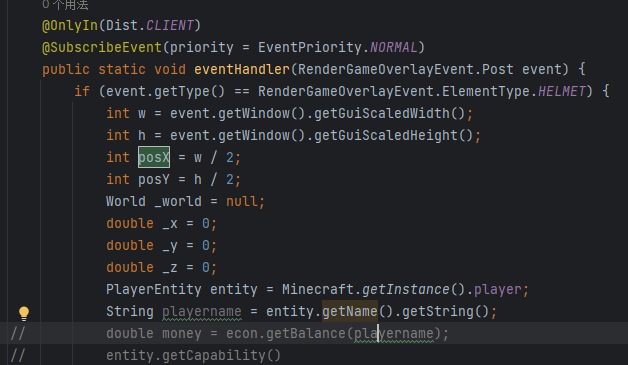 0 个用法
@OnlyIn(Dist.CLIENT)
@SubscribeEvent(priority = EventPriority.NORMAL)
public static void eventHandler(RenderGameOverlayEvent.Post event) {
if (event.getType() == RenderGameOverlayEvent.ElementType.HELMET) {
int w = event.getWindow().getGuiScaledWidth();
int h = event.getWindow().getGuiScaledHeight();
int posX = w / 2;
int posY = h / 2;
World _world = null;
double _x = 0;
double _y = 0;
double _z = 0;
PlayerEntity entity = Minecraft.getInstance().player;
String playername = entity.getName().getString();
// double money = econ.getBalance(playername);
// entity.getCapability()